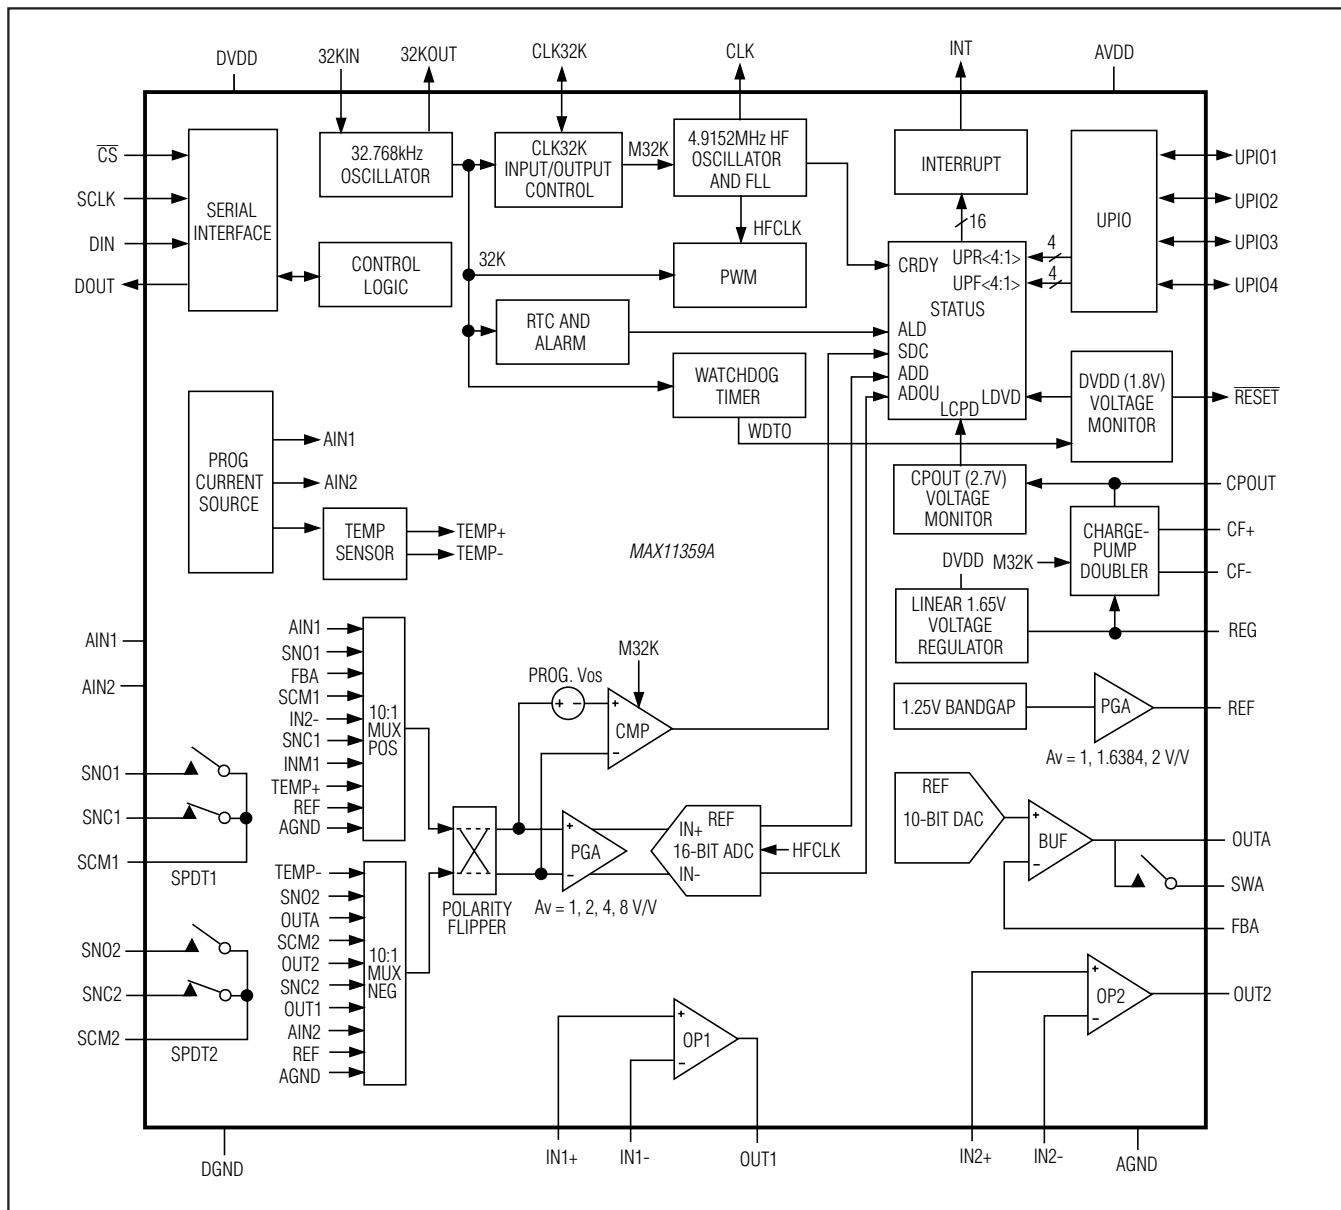 DVDD
32KIN
32KOUT
CLK32K
CLK
INT
AVDD
CS
SCLK
DIN
DOUT
SERIAL
INTERFACE
32.768kHz
OSCILLATOR
CLK32K
INPUT/OUTPUT
CONTROL
M32K
4.9152MHz HF
OSCILLATOR
AND FLL
HFCLK
INTERRUPT
16
UPIO
UPIO1
UPIO2
UPIO3
UPIO4
CONTROL
LOGIC
32K
PWM
CRDY
UPR<4:1>
4
UPF<4:1>
4
STATUS
ALD
SDC
ADD
ADOU
LDVD
LCPD
RTC AND
ALARM
WATCHDOG
TIMER
WDTO
DVDD (1.8V)
VOLTAGE
MONITOR
RESET
PROG
CURRENT
SOURCE
AIN1
AIN2
TEMP
SENSOR
TEMP+
TEMP-
MAX11359A
CPOUT (2.7V)
VOLTAGE
MONITOR
CPOUT
CHARGE-
PUMP
DOUBLER
CF+
CF-
M32K
DVDD
LINEAR 1.65V
VOLTAGE
REGULATOR
REG
AIN1
AIN2
AIN1
SNO1
FBA
SCM1
IN2-
SNC1
INM1
TEMP+
REF
AGND
10:1
MUX
POS
M32K
PROG. Vos
+ -
+
-
CMP
1.25V BANDGAP
PGA
REF
Av = 1, 1.6384, 2 V/V
SNO1
SNC1
SCM1
SPDT1
POLARITY
FLIPPER
+
-
PGA
Av = 1, 2, 4, 8 V/V
IN+
IN-
REF
16-BIT ADC
HFCLK
REF
10-BIT DAC
+
-
BUF
OUTA
SWA
FBA
TEMP-
SNO2
OUTA
SCM2
OUT2
SNC2
OUT1
AIN2
REF
AGND
10:1
MUX
NEG
SNO2
SNC2
SCM2
SPDT2
+
-
OP1
+
-
OP2
OUT2
DGND
IN1+
IN1-
OUT1
IN2+
IN2-
AGND